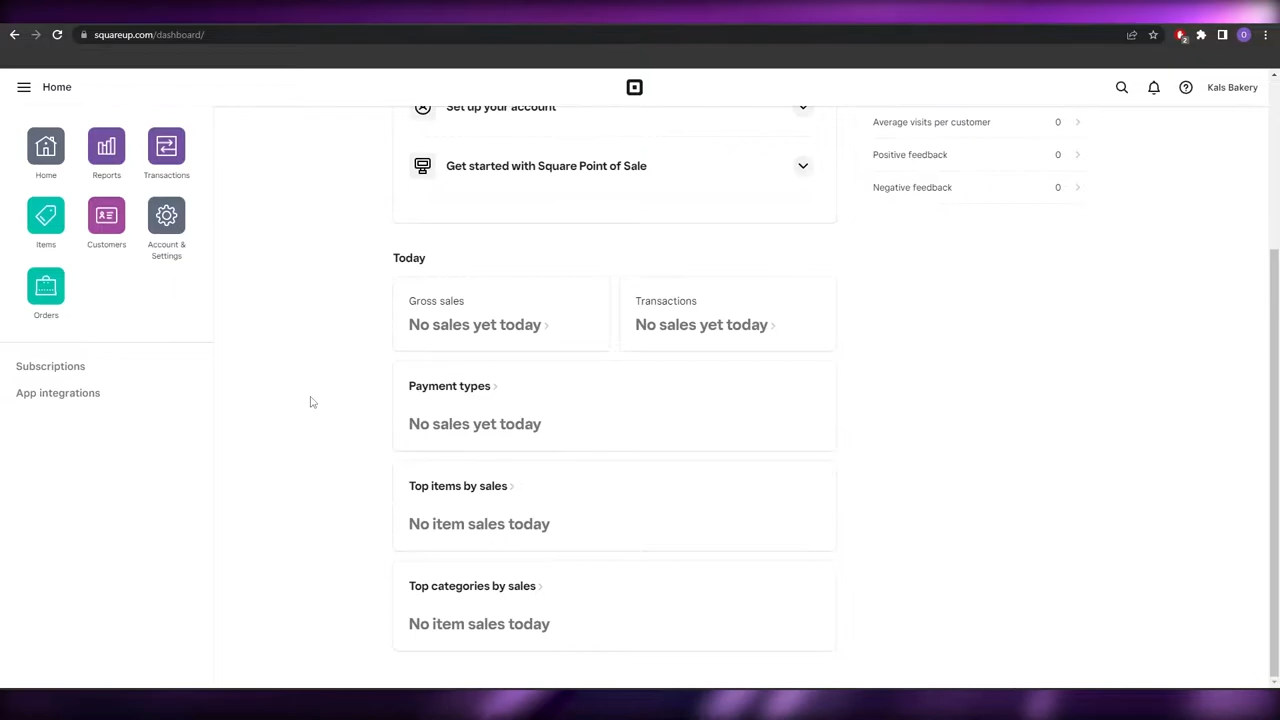 squareup.com/dashboard/
2
O
Home
Kals Bakery
Set up your account
Get started with Square Point of Sale
Average visits per customer 0
Positive feedback 0
Negative feedback 0
Home Reports Transactions
Items Customers Account &
Settings
Orders
Subscriptions
App integrations
Today
Gross sales
No sales yet today
Transactions
No sales yet today
Payment types
No sales yet today
Top items by sales
No item sales today
Top categories by sales
No item sales today